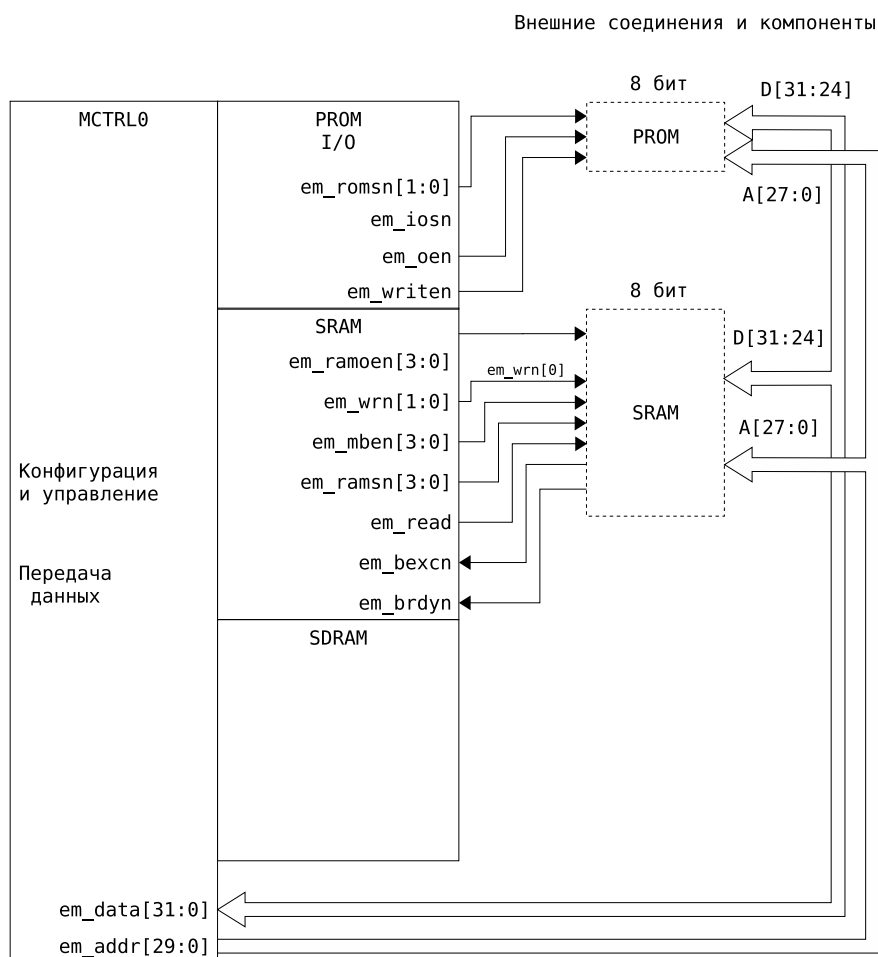 Внешние соединения и компоненты
8 бит
D[31:24]
MCTRL0
PROM
I/O
PROM
em_romsn[1:0]
A[27:0]
em_iosn
em_oen
em_writen
8 бит
SRAM
D[31:24]
em_ramoen[3:0]
em_wrn[0]
em_wrn[1:0]
SRAM
A[27:0]
em_mben[3:0]
Конфигурация
и управление
em_ramsn[3:0]
em_read
em_bexcn
Передача
данных
em_brdyn
SDRAM
em_data[31:0]
em_addr[29:0]